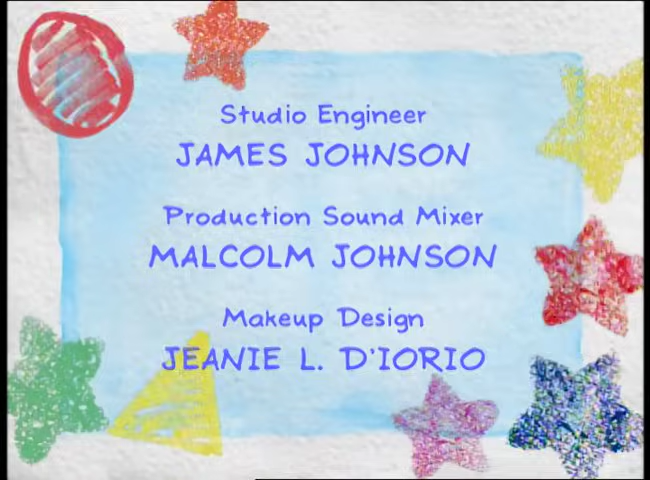 Studio Engineer
JAMES JOHNSON
Production Sound Mixer
MALCOLM JOHNSON
Makeup Design
JEANIE L. D'IORIO